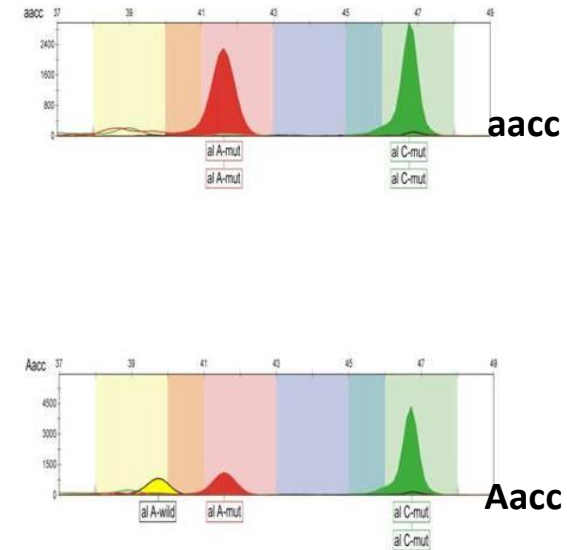 aacc 37 39 41 43 45 47 49
2400
1600
800
0
aacc
al A-mut al C-mut
al A-mut al C-mut
Aacc 37 39 41 43 45 47 49
4500
3000
1500
0
Aacc
al A-wild al A-mut al C-mut
al C-mut